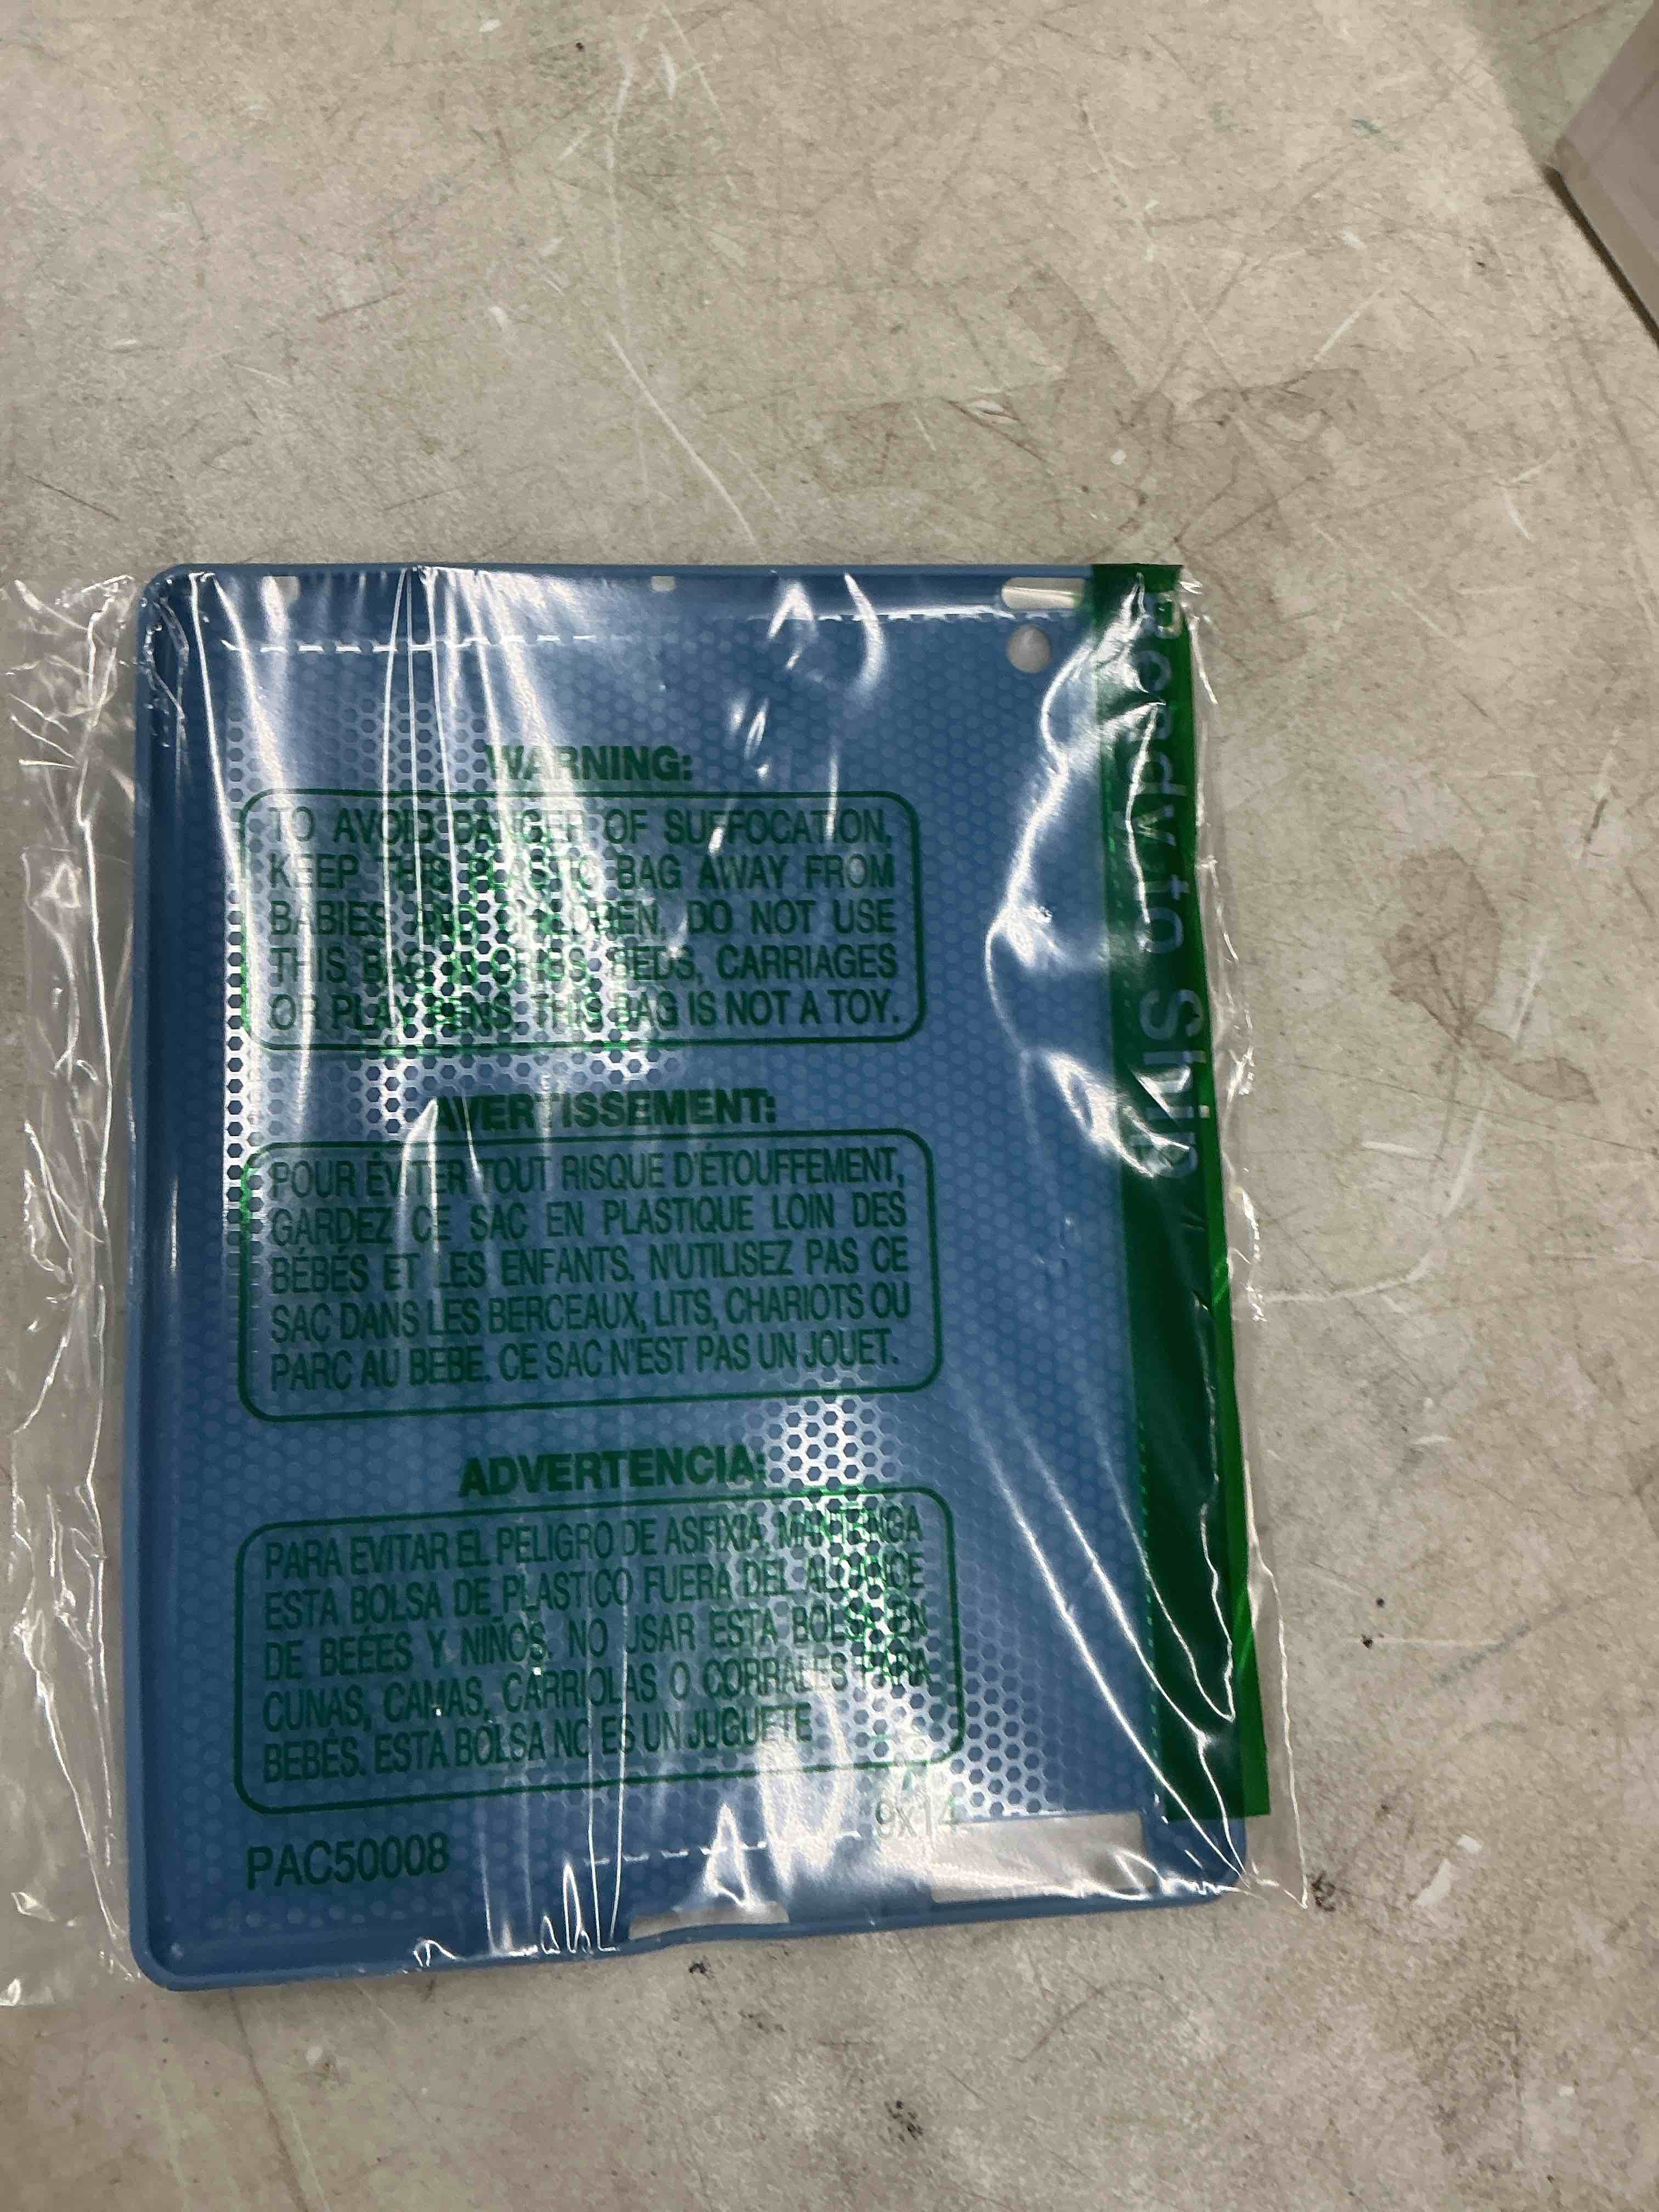 WARNING:
TO AVOID DANGER OF SUFFOCATION,
KEEP THIS PLASTIC BAG AWAY FROM
BABIES AND CHILDREN. DO NOT USE
THIS BAG IN CRIBS, BEDS, CARRIAGES
OR PLAY PENS. THIS BAG IS NOT A TOY.
AVERTISSEMENT:
POUR ÉVITER TOUT RISQUE D'ÉTOUFFEMENT,
GARDEZ CE SAC EN PLASTIQUE LOIN DES
BÉBÉS ET LES ENFANTS. N'UTILISEZ PAS CE
SAC DANS LES BERCEAUX, LITS, CHARIOTS OU
PARC AU BEBE. CE SAC N'EST PAS UN JOUET.
ADVERTENCIA:
PARA EVITAR EL PELIGRO DE ASFIXIA, MANTENGA
ESTA BOLSA DE PLASTICO FUERA DEL ALCANCE
DE BEÉES Y NIÑOS. NO USAR ESTA BOLSA EN
CUNAS, CAMAS, CARRIOLAS O CORRALES PARA
BEBÉS. ESTA BOLSA NO ES UN JUGUETE
PAC50008
9x14
Ready to Ship